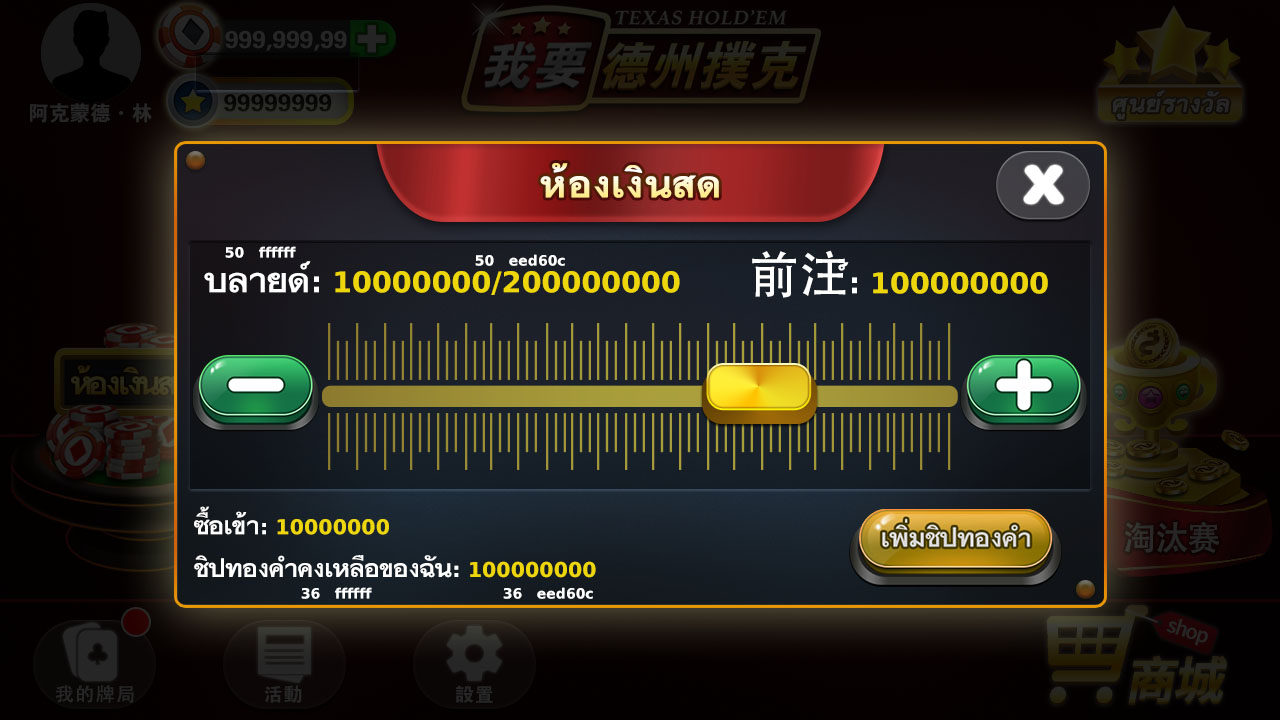 TEXAS HOLD'EM
我要德州撲克
999,999,99
99999999
阿克蒙德·林
ศูนย์รางวัล
ห้องเงินสด
50 ffffff
50 eed60c
บลายด์: 10000000/200000000
前注: 100000000
ห้องเงินส
ซื้อเข้า: 10000000
ชิปทองคำคงเหลือของฉัน: 100000000
36 ffffff
36 eed60c
เพิ่มชิปทองคำ
淘汰赛
我的牌局
活動
設置
shop
商城